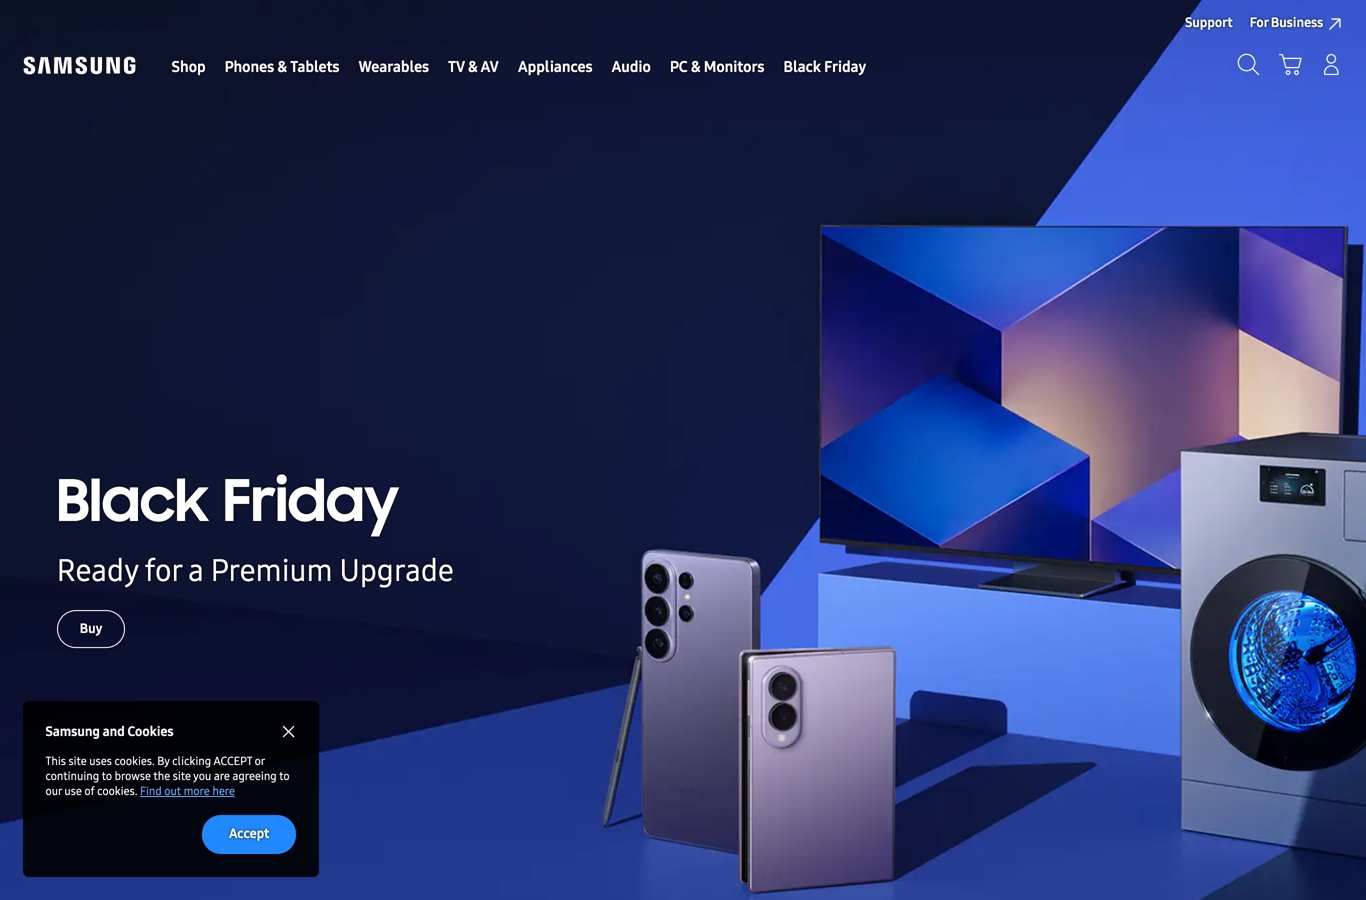 Support
For Business
SAMSUNG
Shop
Phones & Tablets
Wearables
TV & AV
Appliances
Audio
PC & Monitors
Black Friday
Black Friday
Ready for a Premium Upgrade
Buy
Samsung and Cookies
This site uses cookies. By clicking ACCEPT or
continuing to browse the site you are agreeing to
our use of cookies. Find out more here
Accept